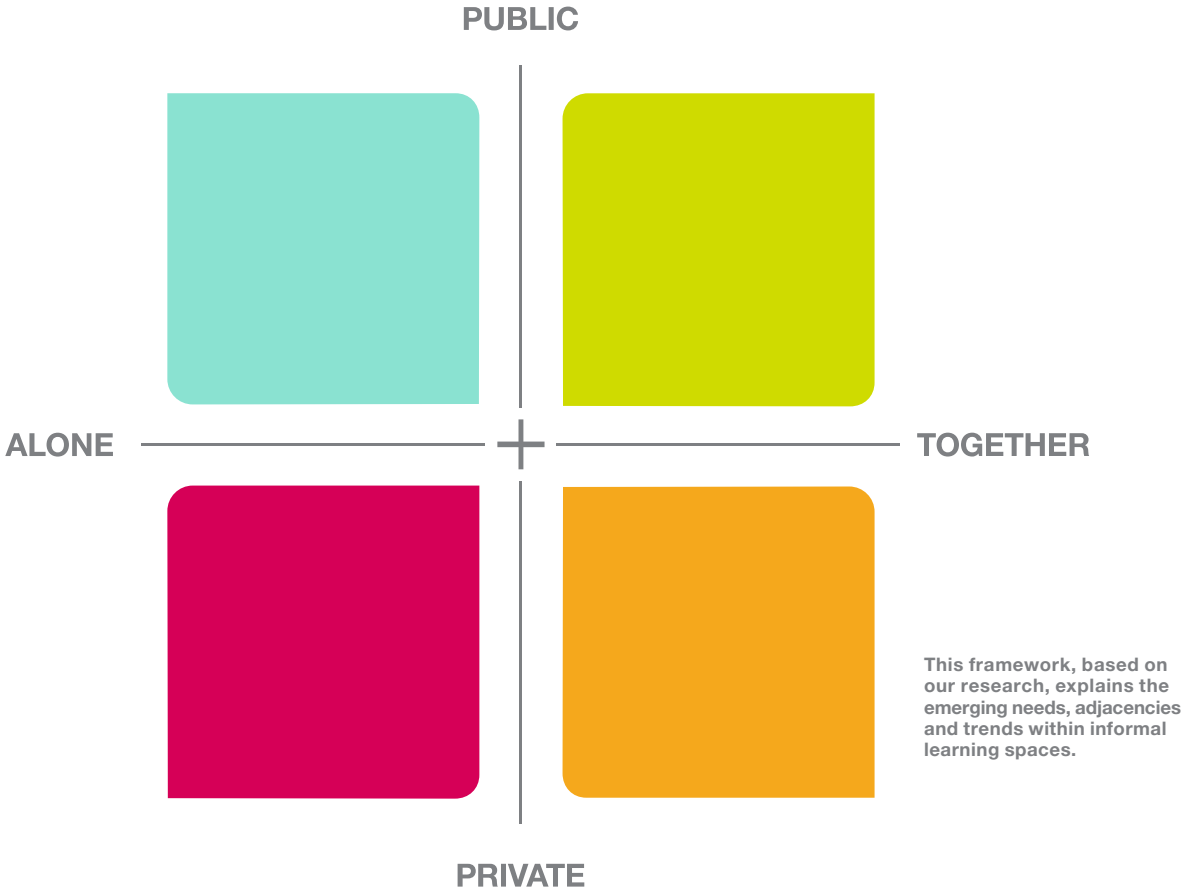 PUBLIC
ALONE
TOGETHER
This framework, based on
our research, explains the
emerging needs, adjacencies
and trends within informal
learning spaces.
PRIVATE